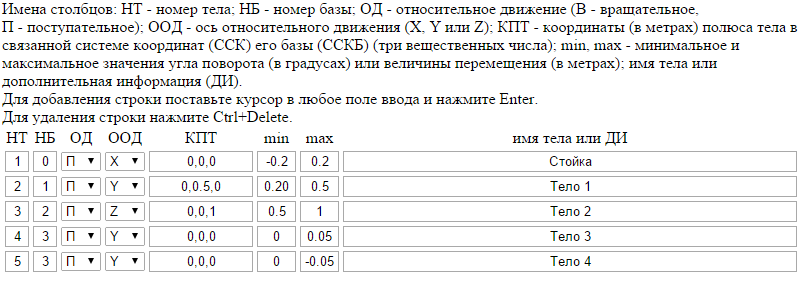 Имена столбцов: НТ - номер тела; НБ - номер базы; ОД - относительное движение (В - вращательное,
П - поступательное); ООД - ось относительного движения (X, Y или Z); КПТ - координаты (в метрах) полюса тела в
связанной системе координат (ССК) его базы (ССКБ) (три вещественных числа); min, max - минимальное и
максимальное значения угла поворота (в градусах) или величины перемещения (в метрах); имя тела или
дополнительная информация (ДИ).
Для добавления строки поставьте курсор в любое поле ввода и нажмите Enter.
Для удаления строки нажмите Ctrl+Delete.
НТ НБ ОД ООД КПТ min max имя тела или ДИ
1 0 П X 0,0,0 -0.2 0.2 Стойка
2 1 П Y 0,0.5,0 0.20 0.5 Тело 1
3 2 П Z 0,0,1 0.5 1 Тело 2
4 3 П Y 0,0,0 0 0.05 Тело 3
5 3 П Y 0,0,0 0 -0.05 Тело 4